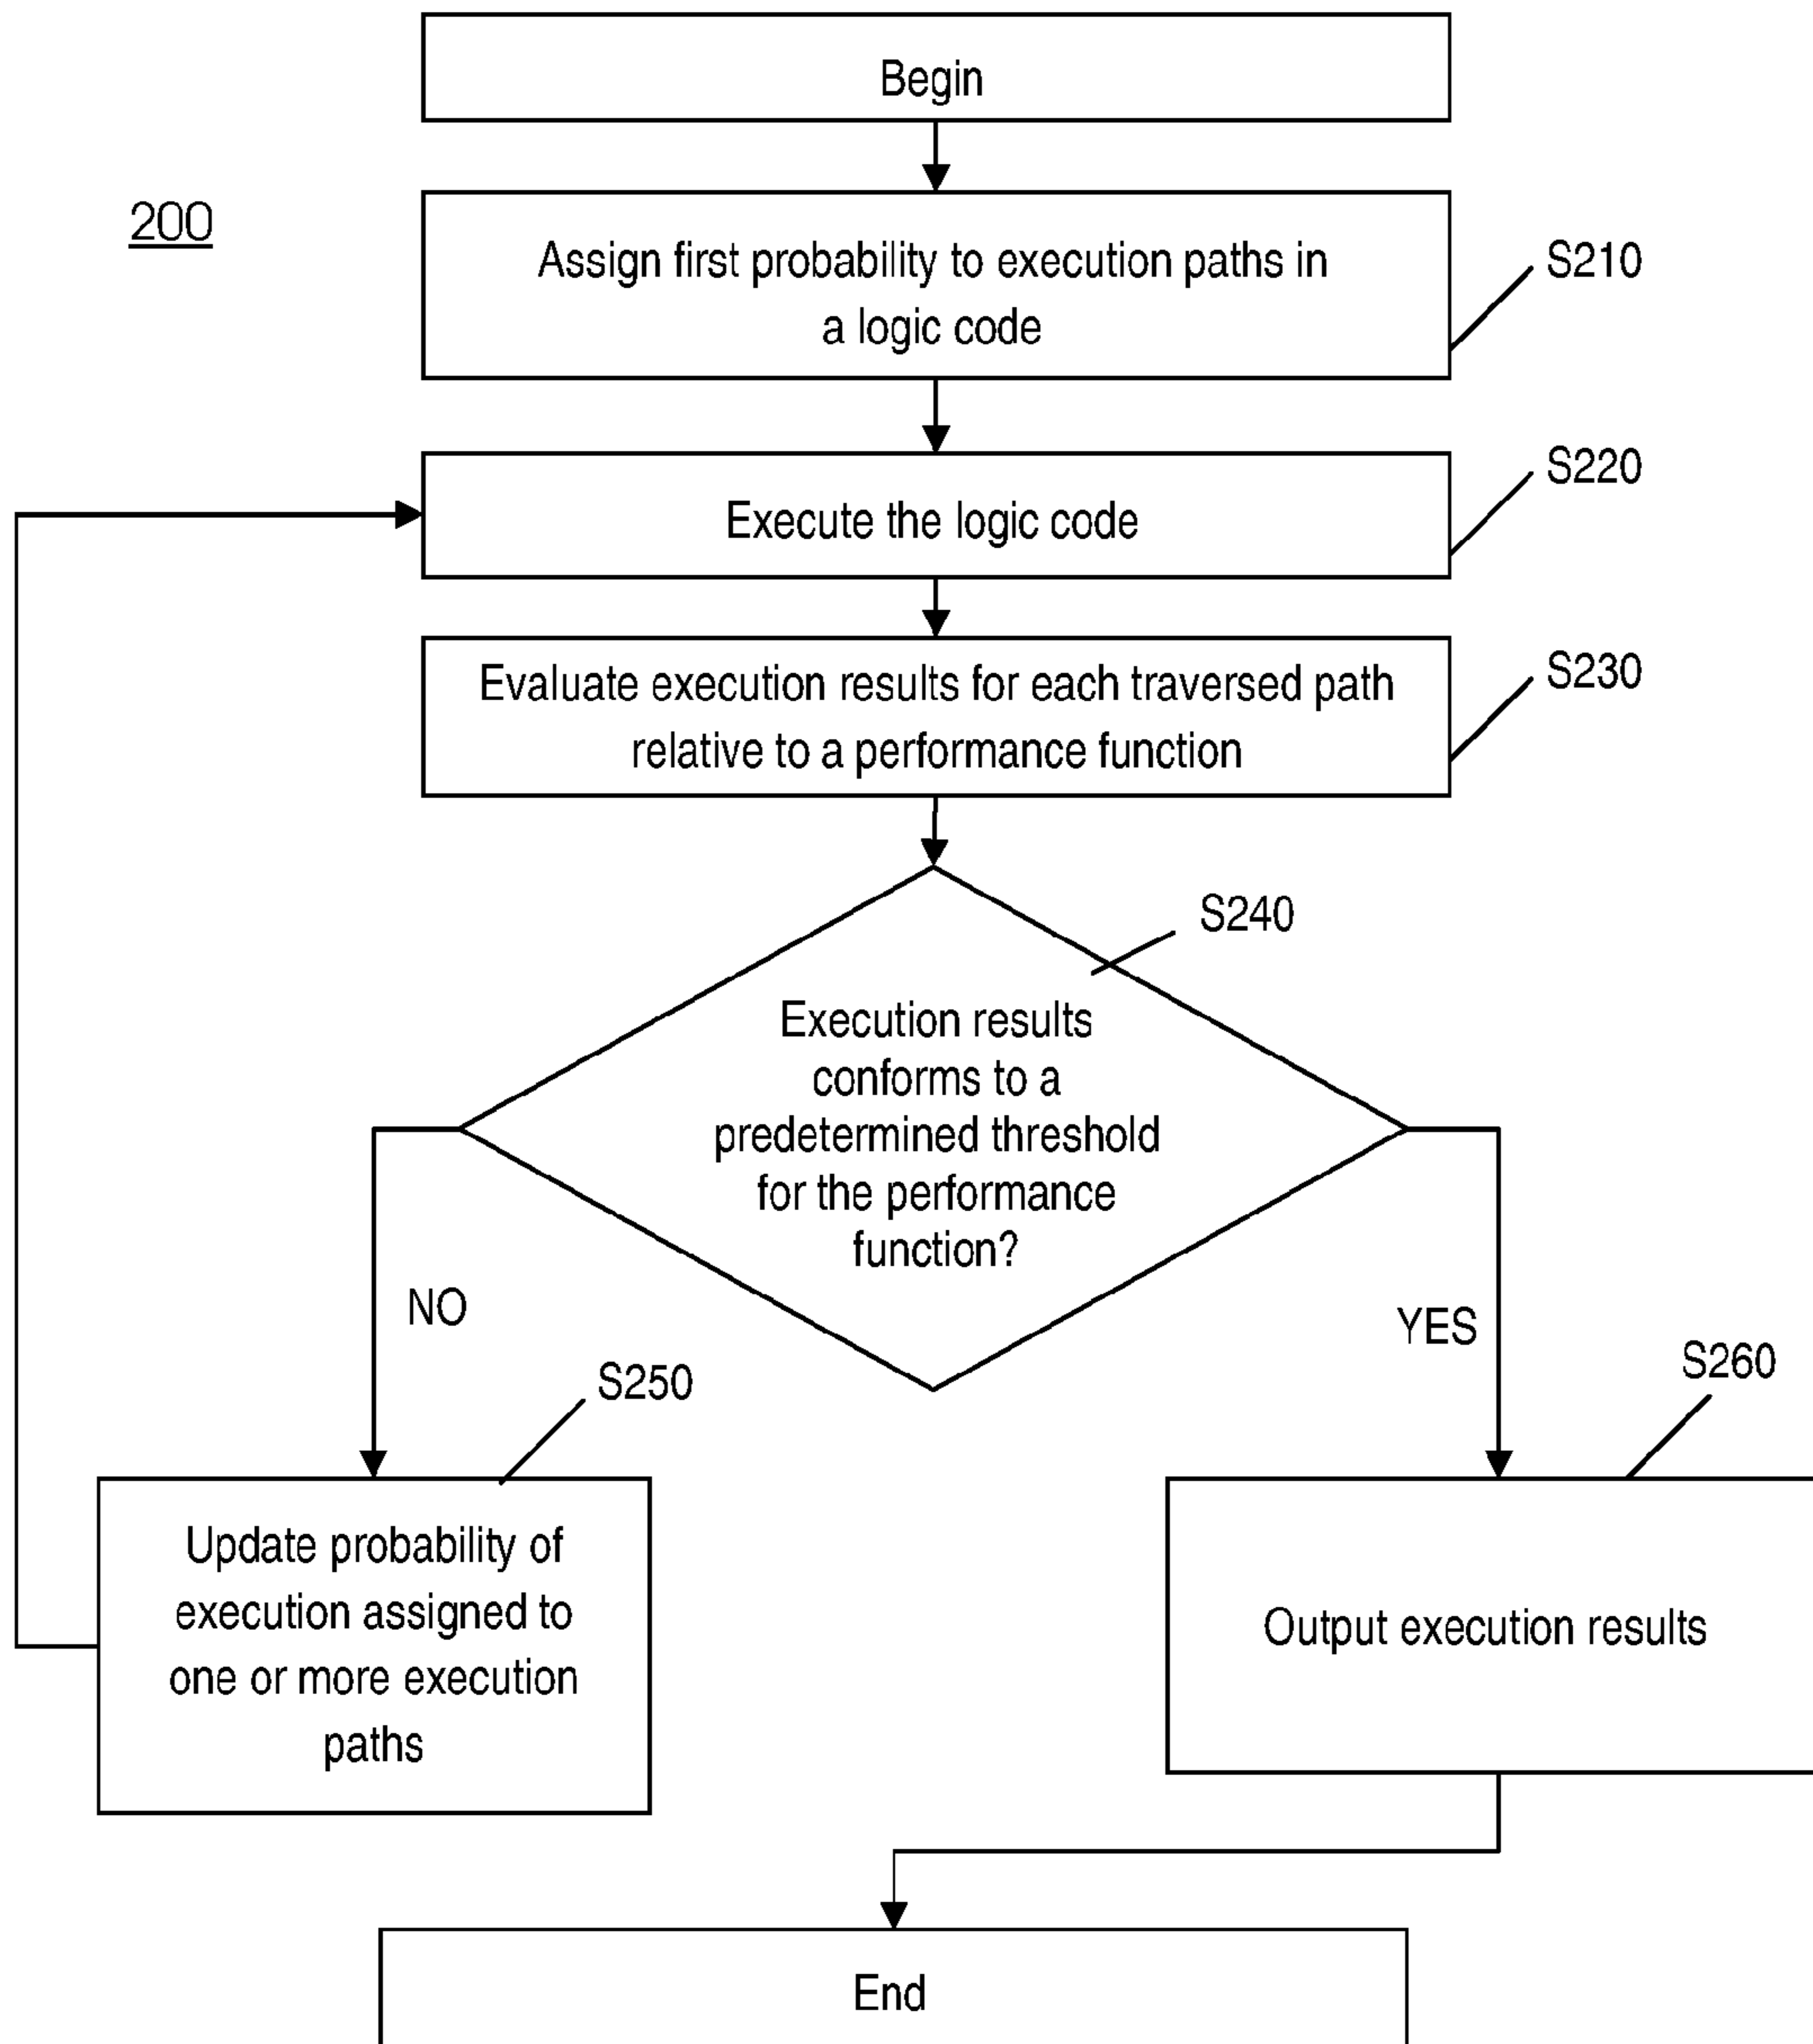 Begin
200
Assign first probability to execution paths in
a logic code
S210
Execute the logic code
S220
Evaluate execution results for each traversed path
relative to a performance function
S230
S240
Execution results
conforms to a
predetermined threshold
for the performance
function?
NO
YES
S250
S260
Update probability of
execution assigned to
one or more execution
paths
Output execution results
End